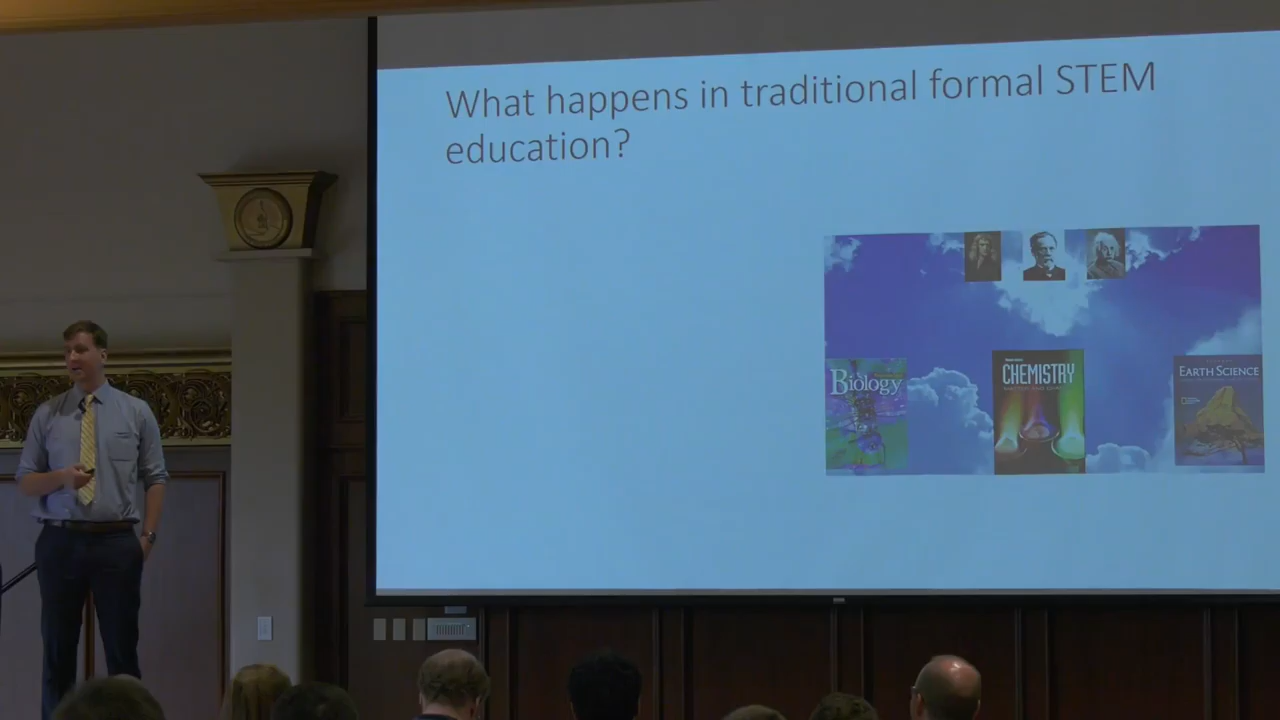 What happens in traditional formal STEM
education?
Biology
CHEMISTRY
EARTH SCIENCE